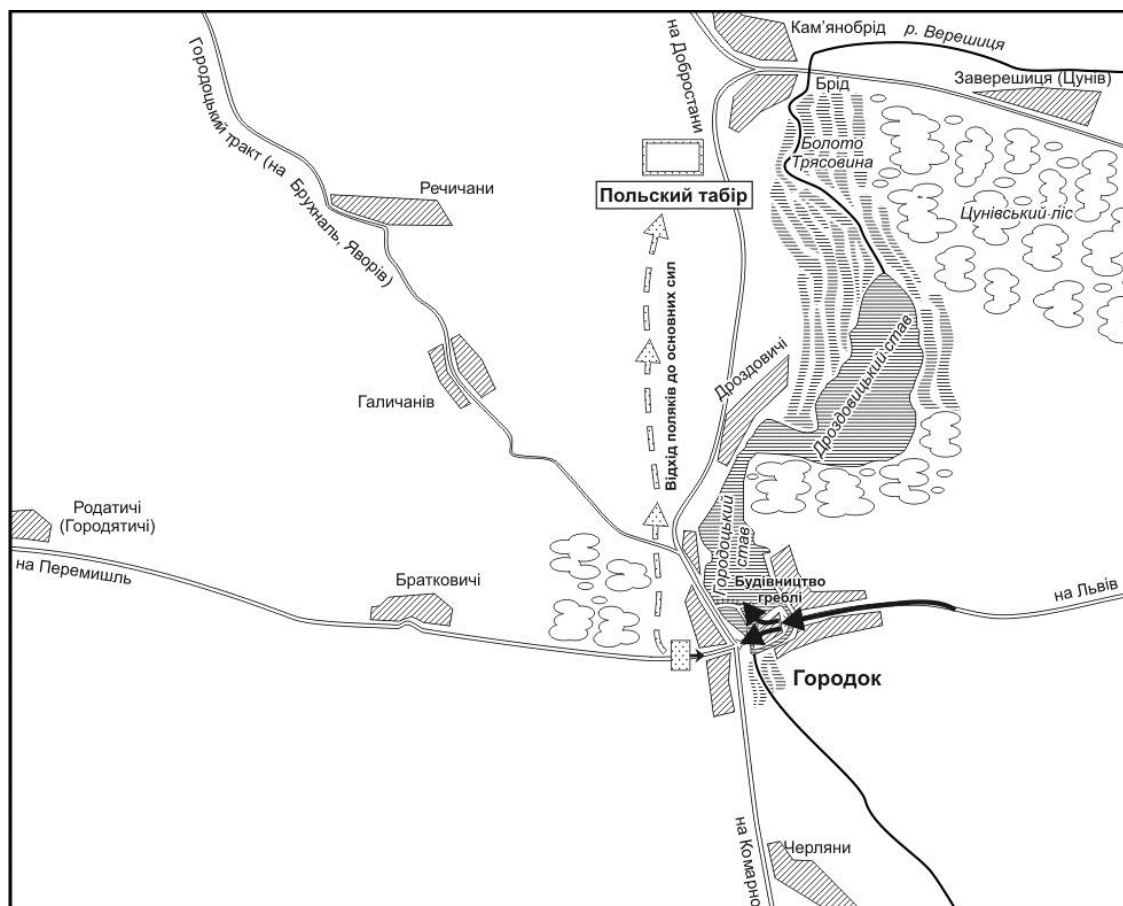 Кам’янобрід
р. Верешиця
на Добростани
Городоцький тракт (на Брухналь, Яворів)
Заверешиця (Цунів)
Брід
Болото
Трясовина
Речичани
Польский табір
Цунівський ліс
Відхід поляків до основних сил
Дроздовичі
Дроздовицький став
Галичанів
Родатичі
(Городятичі)
на Перемишль
Братковичі
Городоцький
став
Будівництво
греблі
на Львів
Городок
на Комарно
Черляни